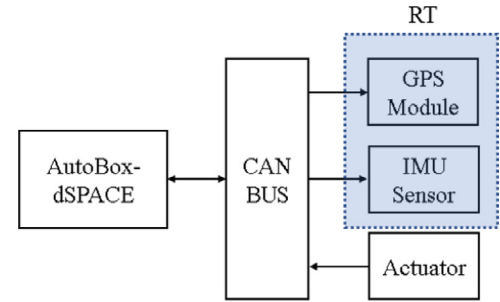 RT
GPS
Module
AutoBox-
dSPACE
CAN
BUS
IMU
Sensor
Actuator